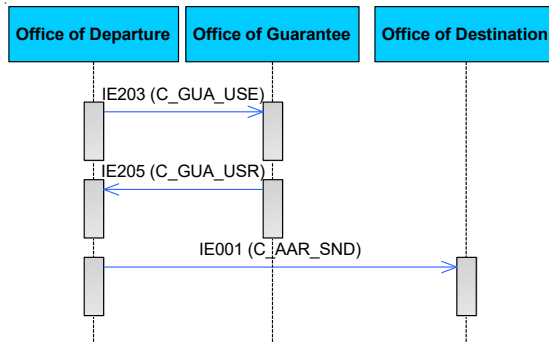 Office of Departure
Office of Guarantee
Office of Destination
IE203 (C_GUA_USE)
IE205 (C_GUA_USR)
IE001 (C_AAR_SND)